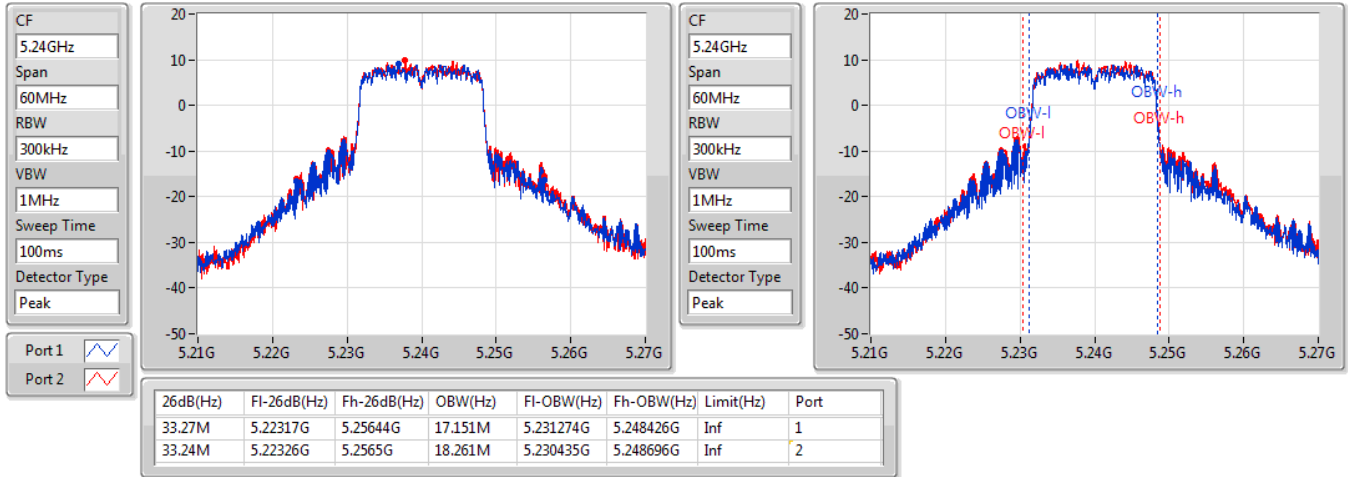 CF
5.24GHz
Span
60MHz
RBW
300kHz
VBW
1MHz
Sweep Time
100ms
Detector Type
Peak
Port 1
Port 2
20
10
0
-10
-20
-30
-40
-50
5.21G 5.22G 5.23G 5.24G 5.25G 5.26G 5.27G
CF
5.24GHz
Span
60MHz
RBW
300kHz
VBW
1MHz
Sweep Time
100ms
Detector Type
Peak
20
10
0
-10
-20
-30
-40
-50
OBW-h
OBW-l
OBW-h
OBW-l
5.21G 5.22G 5.23G 5.24G 5.25G 5.26G 5.27G
26dB(Hz) Fl-26dB(Hz) Fh-26dB(Hz) OBW(Hz) Fl-OBW(Hz) Fh-OBW(Hz) Limit(Hz) Port
33.27M 5.22317G 5.25644G 17.151M 5.231274G 5.248426G Inf 1
33.24M 5.22326G 5.2565G 18.261M 5.230435G 5.248696G Inf 2